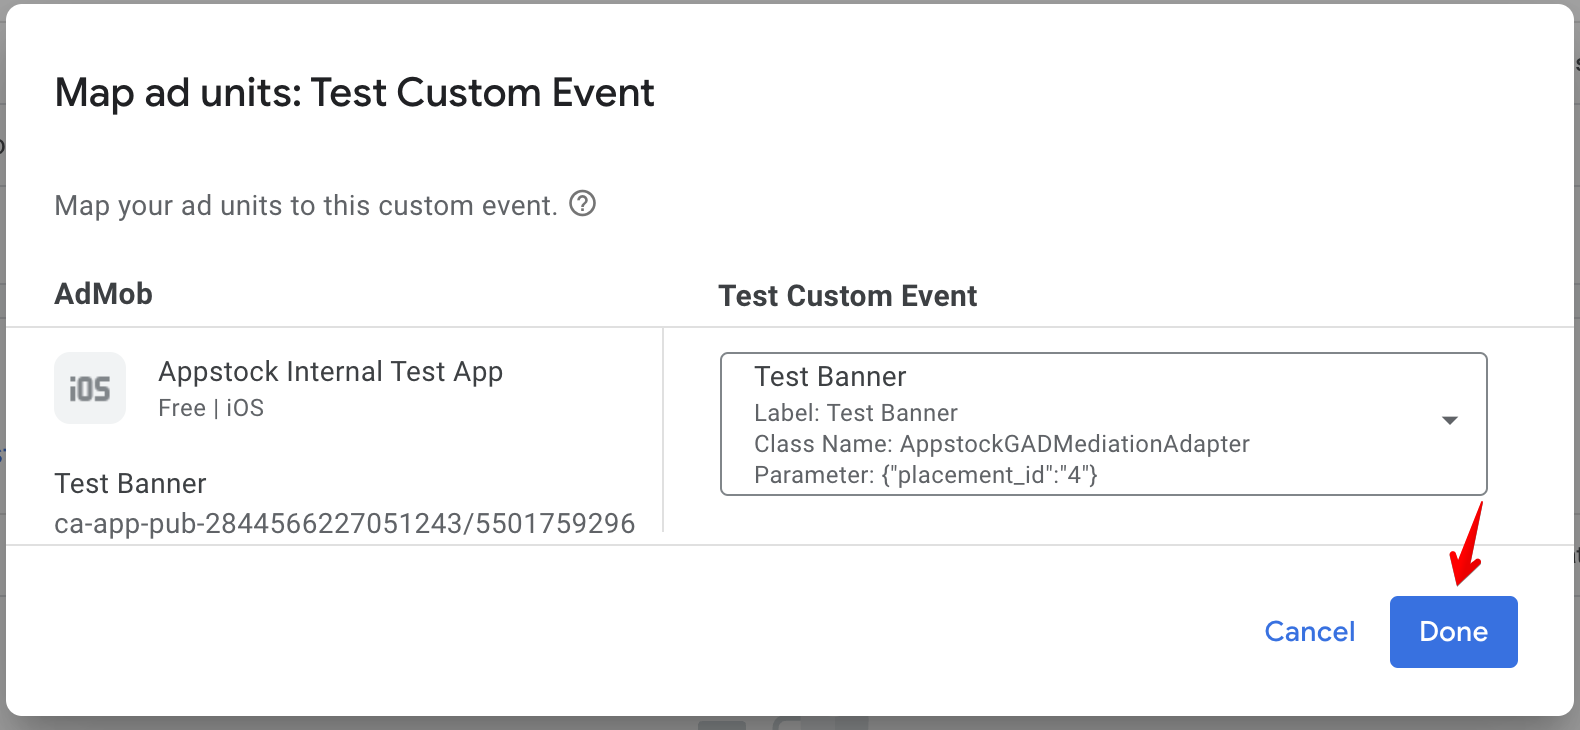 Map ad units: Test Custom Event
Map your ad units to this custom event.
AdMob
Test Custom Event
iOS
Appstock Internal Test App
Free | iOS
Test Banner
ca-app-pub-2844566227051243/5501759296
Test Banner
Label: Test Banner
Class Name: AppstockGADMediationAdapter
Parameter: {"placement_id":"4"}
Cancel
Done